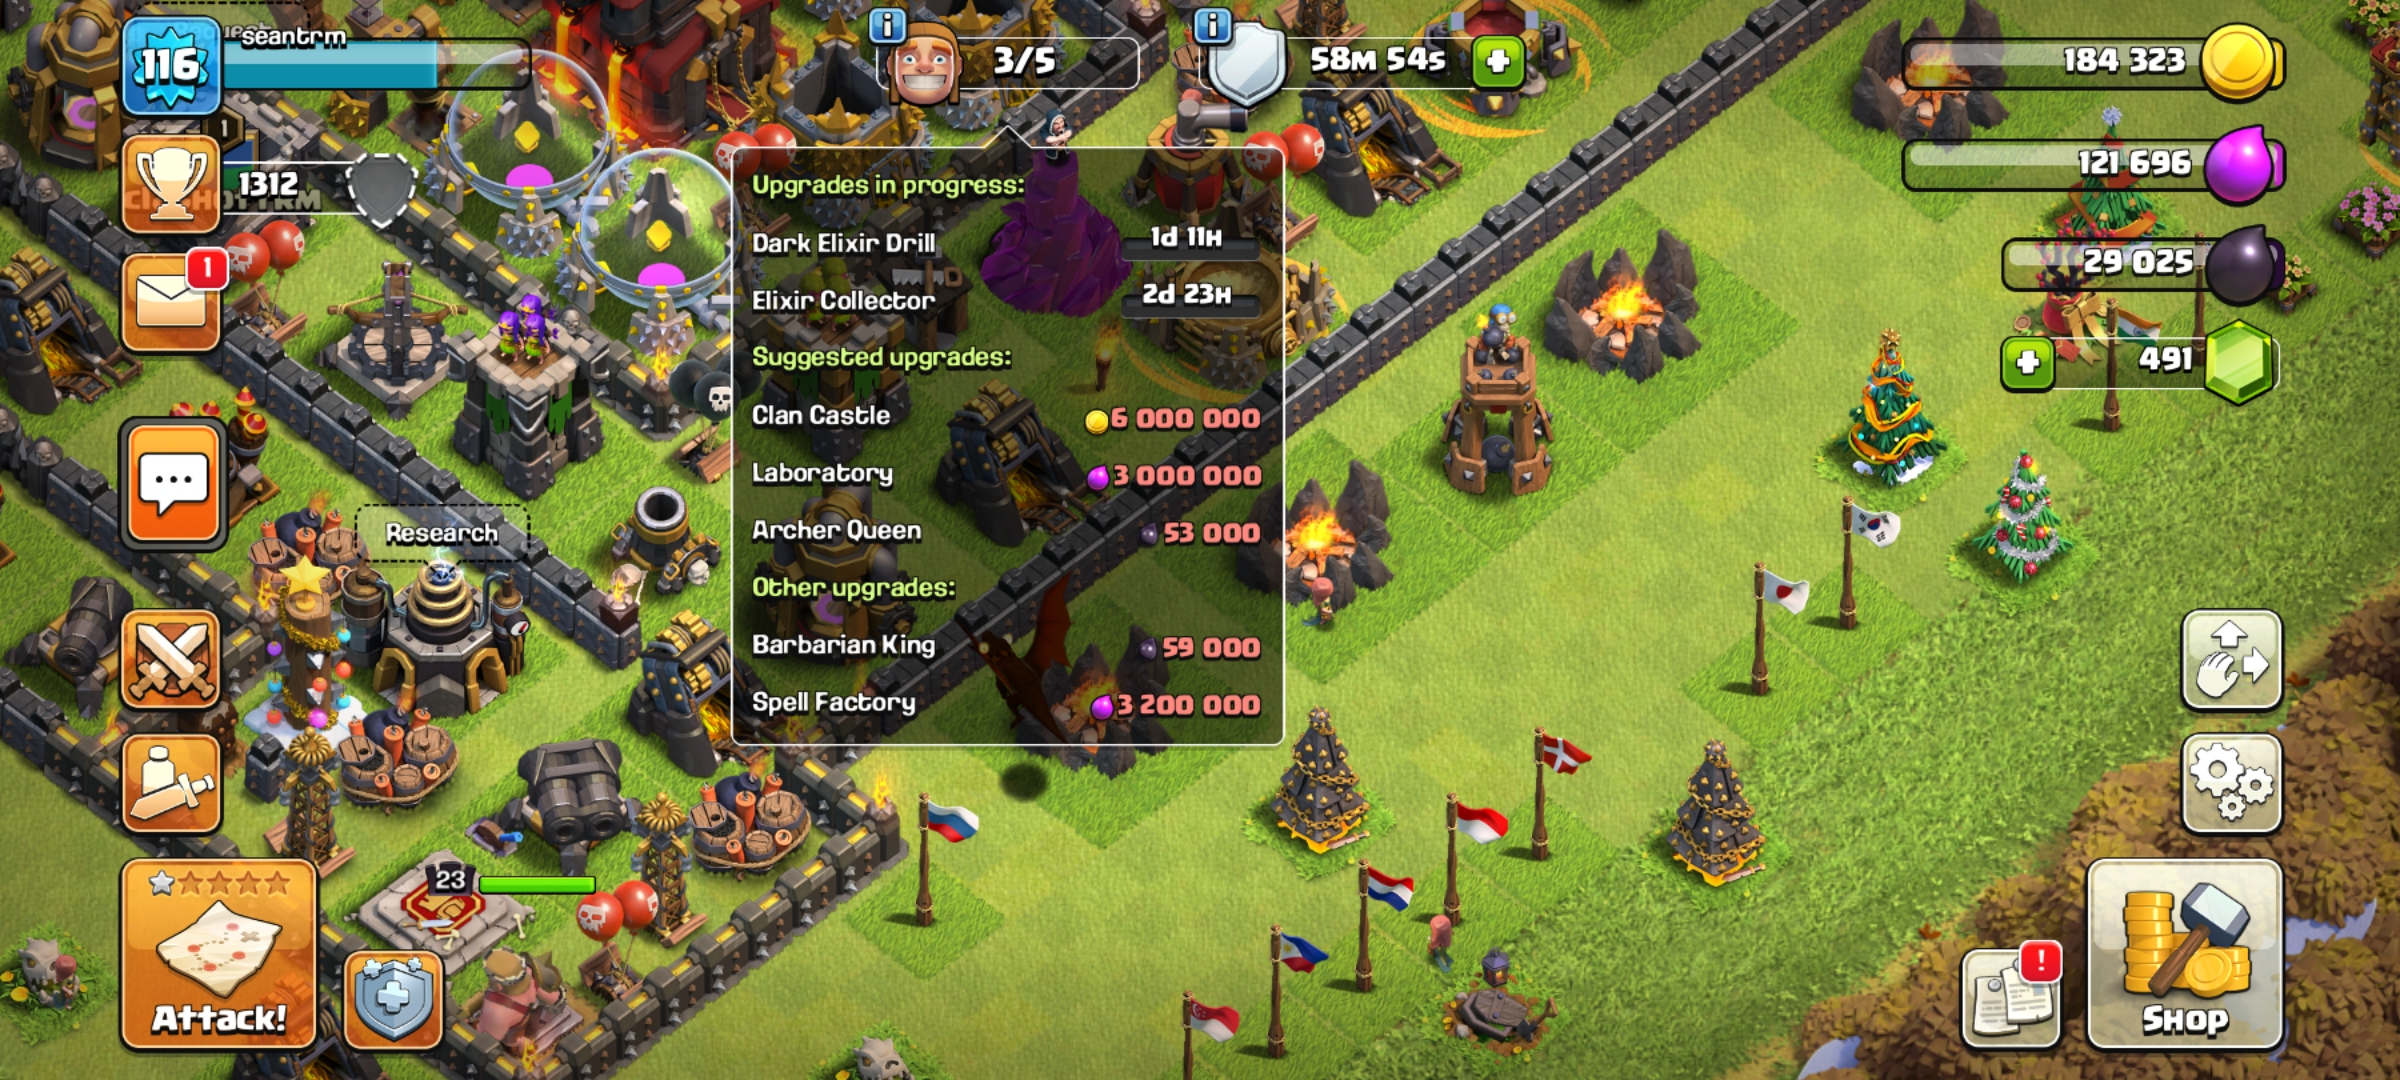 116
seantrm
3/5
58m 54s
184 323
1312
121 696
29 025
491
1
1
Upgrades in progress:
Dark Elixir Drill 1d 11h
Elixir Collector 2d 23h
Suggested upgrades:
Clan Castle 6 000 000
Laboratory 3 000 000
Archer Queen 53 000
Other upgrades:
Barbarian King 59 000
Spell Factory 3 200 000
Research
23
Attack!
!
Shop